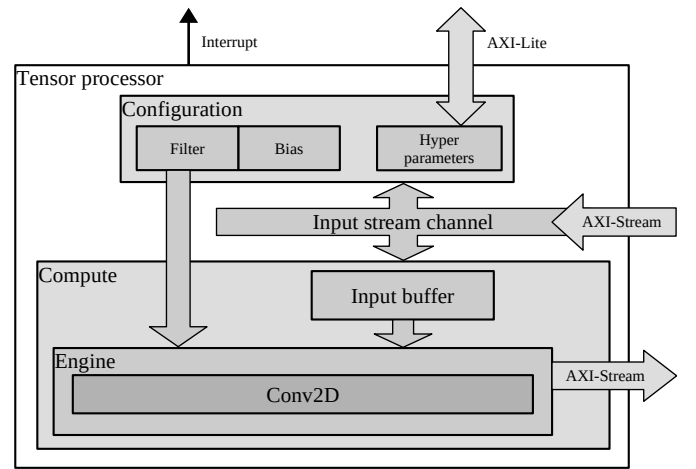 Interrupt
AXI-Lite
Tensor processor
Configuration
Filter
Bias
Hyper
parameters
Input stream channel
AXI-Stream
Compute
Input buffer
Engine
AXI-Stream
Conv2D